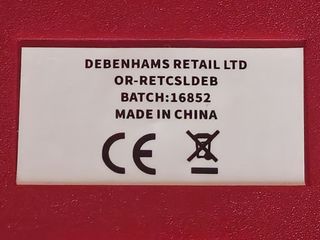 DEBENHAMS RETAIL LTD
OR-RETCSLDEB
BATCH:16852
MADE IN CHINA
CE